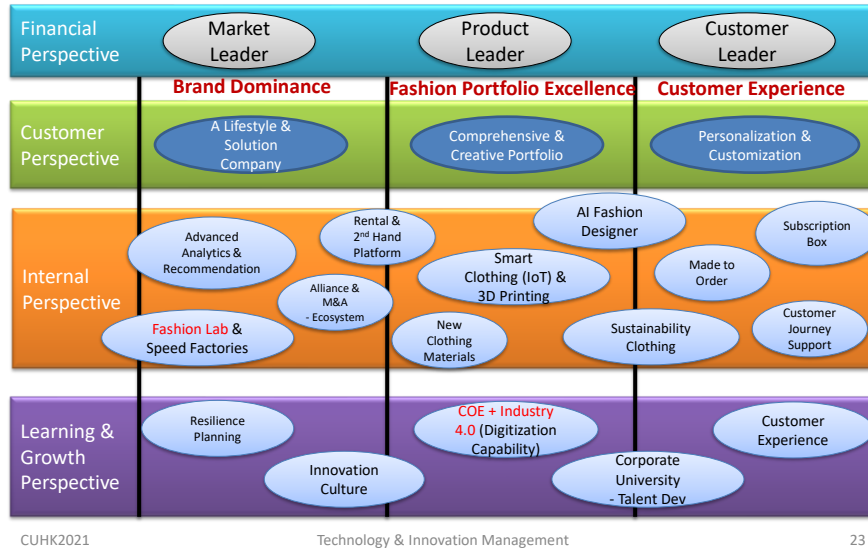 Financial
Perspective
Market
Leader
Product
Leader
Customer
Leader
Brand Dominance
Fashion Portfolio Excellence
Customer Experience
Customer
Perspective
A Lifestyle &
Solution
Company
Comprehensive &
Creative Portfolio
Personalization &
Customization
Internal
Perspective
Advanced
Analytics &
Recommendation
Rental &
2nd Hand
Platform
AI Fashion
Designer
Subscription
Box
Smart
Clothing (IoT) &
3D Printing
Made to
Order
Alliance &
M&A
- Ecosystem
Fashion Lab &
Speed Factories
New
Clothing
Materials
Sustainability
Clothing
Customer
Journey
Support
Learning &
Growth
Perspective
Resilience
Planning
COE + Industry
4.0 (Digitization
Capability)
Customer
Experience
Innovation
Culture
Corporate
University
- Talent Dev
CUHK2021
Technology & Innovation Management
23